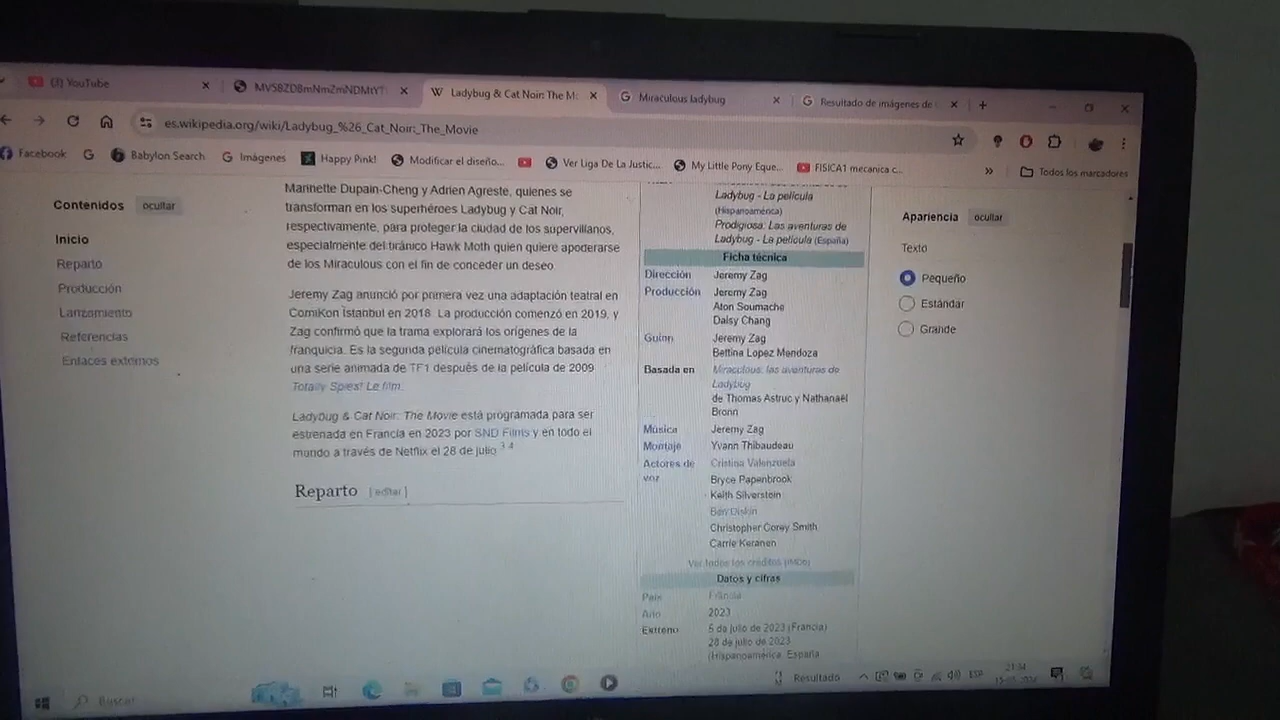 (1) YouTube
Ladybug & Cat Noir: The M:
Miraculous ladybug
Resultado de imágenes de
es.wikipedia.org/wiki/Ladybug_%26_Cat_Noir:_The_Movie
Facebook
Babylon Search
Imágenes
Happy Pink!
Modificar el diseño...
Ver Liga De La Justic...
My Little Pony Eque...
FISICA1 mecanica c...
»
Todos los marcadores
Contenidos
ocultar
Inicio
Reparto
Producción
Lanzamiento
Referencias
Enlaces externos
Marinette Dupain-Cheng y Adrien Agreste, quienes se
transforman en los superhéroes Ladybug y Cat Noir,
respectivamente, para proteger la ciudad de los supervillanos,
especialmente del tiránico Hawk Moth quien quiere apoderarse
de los Miraculous con el fin de conceder un deseo.
Jeremy Zag anunció por primera vez una adaptación teatral en
ComiKon İstanbul en 2018. La producción comenzó en 2019, y
Zag confirmó que la trama explorará los orígenes de la
franquicia. Es la segunda película cinematográfica basada en
una serie animada de TF1 después de la película de 2009
Totally Spies! Le film.
Ladybug & Cat Noir: The Movie está programada para ser
estrenada en Francia en 2023 por SND Films y en todo el
mundo a través de Netflix el 28 de julio.3 4
Reparto [editar]
Ladybug - La película
(Hispanoamérica)
Prodigiosa: Las aventuras de
Ladybug - La película (España)
Ficha técnica
Dirección Jeremy Zag
Producción Jeremy Zag
Aton Soumache
Daisy Chang
Guion Jeremy Zag
Bettina Lopez Mendoza
Basada en Miraculous: las aventuras de
Ladybug
de Thomas Astruc y Nathanaël
Bronn
Música Jeremy Zag
Montaje Yvann Thibaudeau
Actores de voz Cristina Valenzuela
Bryce Papenbrook
Keith Silverstein
Ben Diskin
Christopher Corey Smith
Carrie Keranen
Ver todos los créditos (IMDb)
Datos y cifras
País Francia
Año 2023
Estreno 5 de julio de 2023 (Francia)
28 de julio de 2023
(Hispanoamérica, España
Apariencia
ocultar
Texto
Pequeño
Estándar
Grande
Buscar
Resultado
ESP